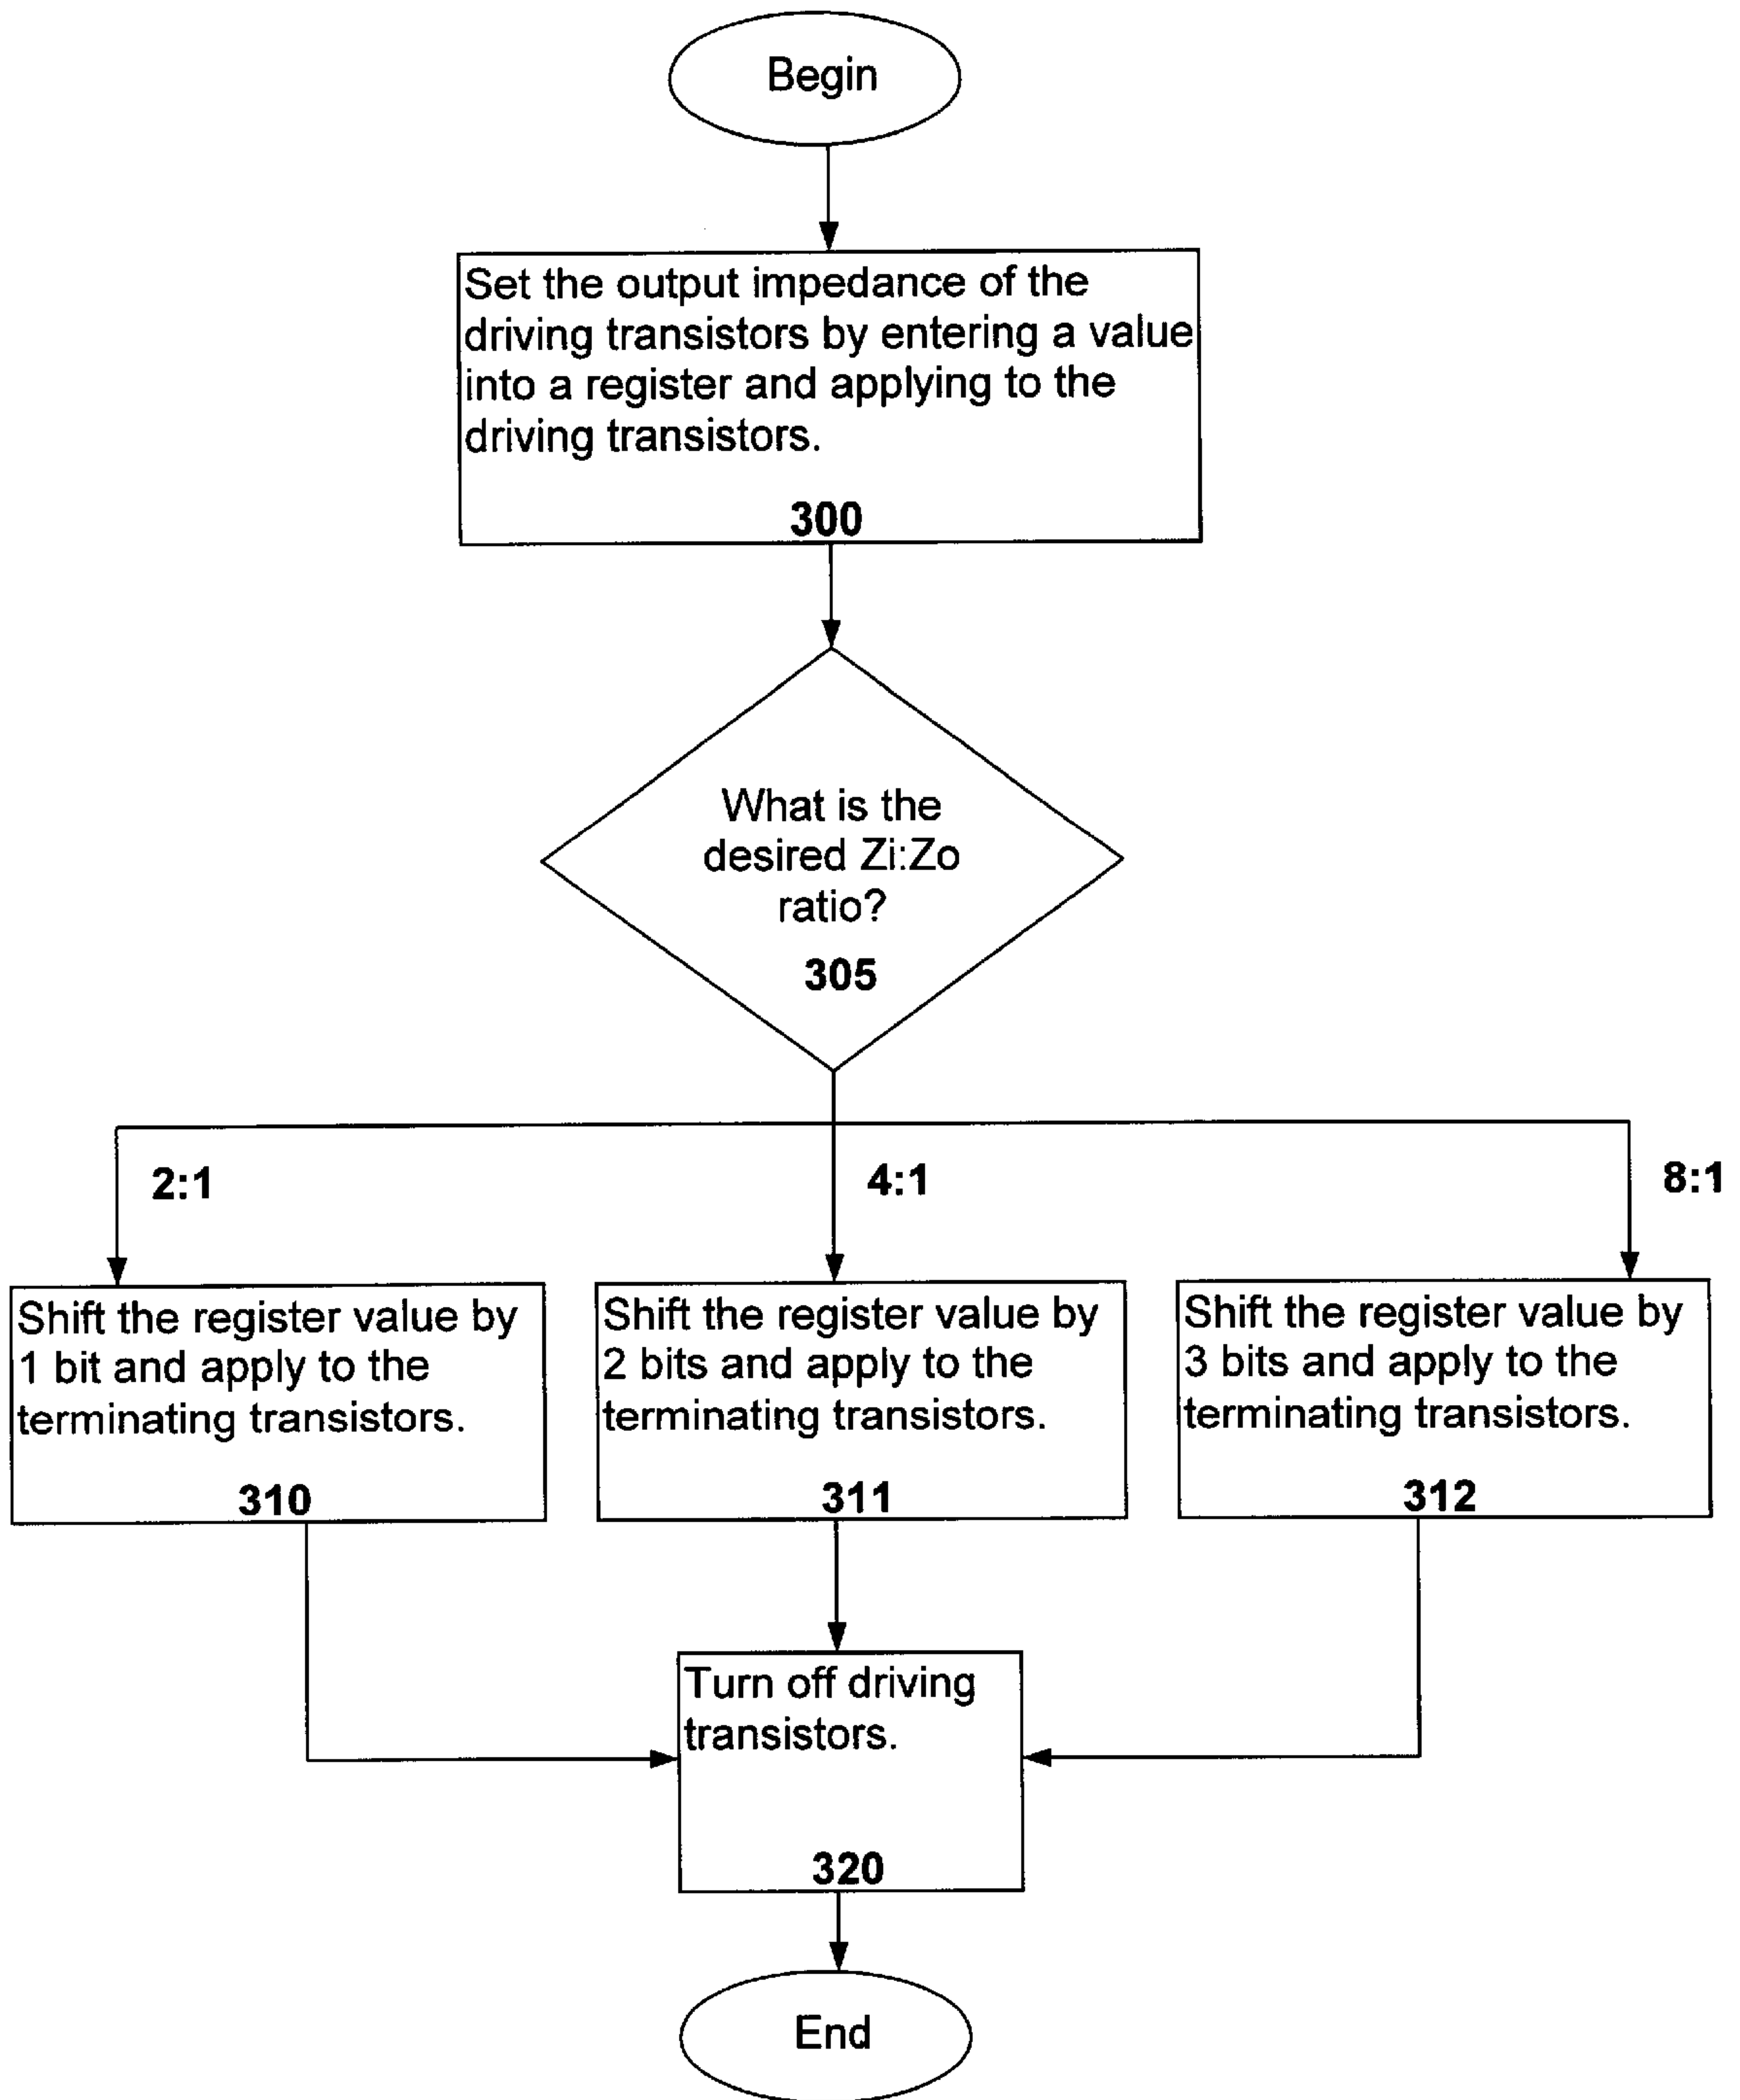 Begin
Set the output impedance of the
driving transistors by entering a value
into a register and applying to the
driving transistors.
300
What is the
desired Zi:Zo
ratio?
305
2:1
4:1
8:1
Shift the register value by
1 bit and apply to the
terminating transistors.
310
Shift the register value by
2 bits and apply to the
terminating transistors.
311
Shift the register value by
3 bits and apply to the
terminating transistors.
312
Turn off driving
transistors.
320
End